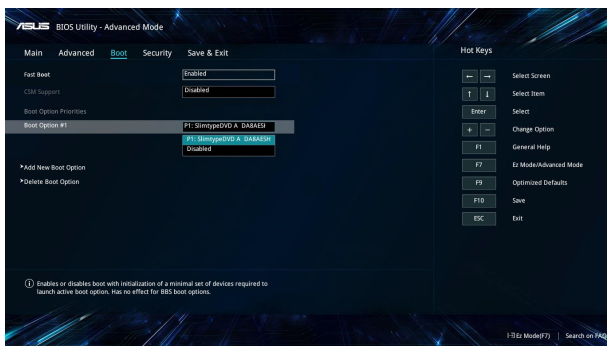 ASUS BIOS Utility - Advanced Mode
Main Advanced Boot Security Save & Exit
Hot Keys
Fast Boot Enabled
CSM Support Disabled
Boot Option Priorities
Boot Option #1 P1: SlimtypeDVD A DA8AESH
P1: SlimtypeDVD A DA8AESH
Disabled
Add New Boot Option
Delete Boot Option
← → Select Screen
↑ ↓ Select Item
Enter Select
+ − Change Option
F1 General Help
F7 Ez Mode/Advanced Mode
F9 Optimized Defaults
F10 Save
ESC Exit
Enables or disables boot with initialization of a minimal set of devices required to
launch active boot option. Has no effect for BBS boot options.
Ez Mode(F7) | Search on FAQ